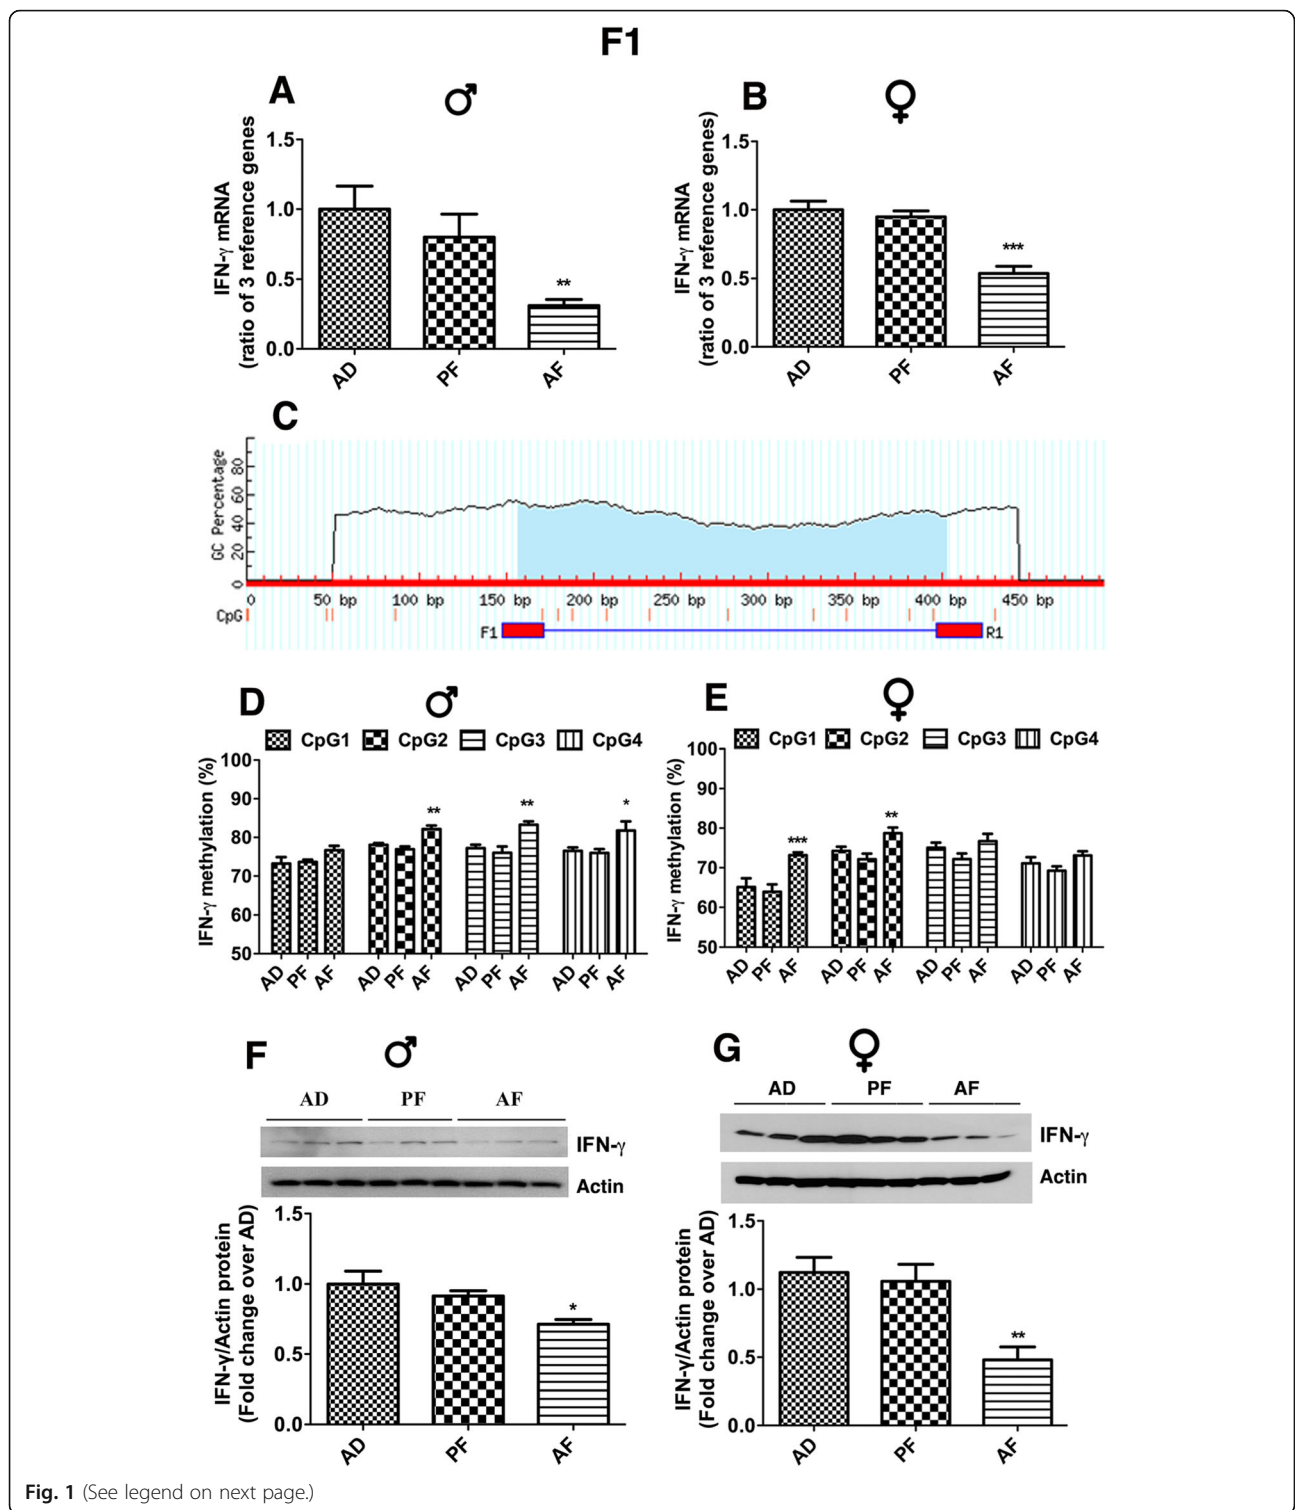 F1
A ♂
IFN-γ mRNA
(ratio of 3 reference genes)
1.5
1.0
0.5
0.0
**
AD PF AF
B ♀
IFN-γ mRNA
(ratio of 3 reference genes)
1.5
1.0
0.5
0.0
***
AD PF AF
C
GC Percentage
80
60
40
20
0
0 50 bp 100 bp 150 bp 200 bp 250 bp 300 bp 350 bp 400 bp 450 bp
CpG
F1 R1
D ♂
CpG1 CpG2 CpG3 CpG4
IFN-γ methylation (%)
100
90
80
70
60
50
** ** *
AD PF AF AD PF AF AD PF AF AD PF AF
E ♀
CpG1 CpG2 CpG3 CpG4
IFN-γ methylation (%)
100
90
80
70
60
50
*** **
AD PF AF AD PF AF AD PF AF AD PF AF
F ♂
AD PF AF
IFN-γ
Actin
IFN-γ/Actin protein
(Fold change over AD)
1.5
1.0
0.5
0.0
*
AD PF AF
G ♀
AD PF AF
IFN-γ
Actin
IFN-γ/Actin protein
(Fold change over AD)
1.5
1.0
0.5
0.0
**
AD PF AF
Fig. 1 (See legend on next page.)